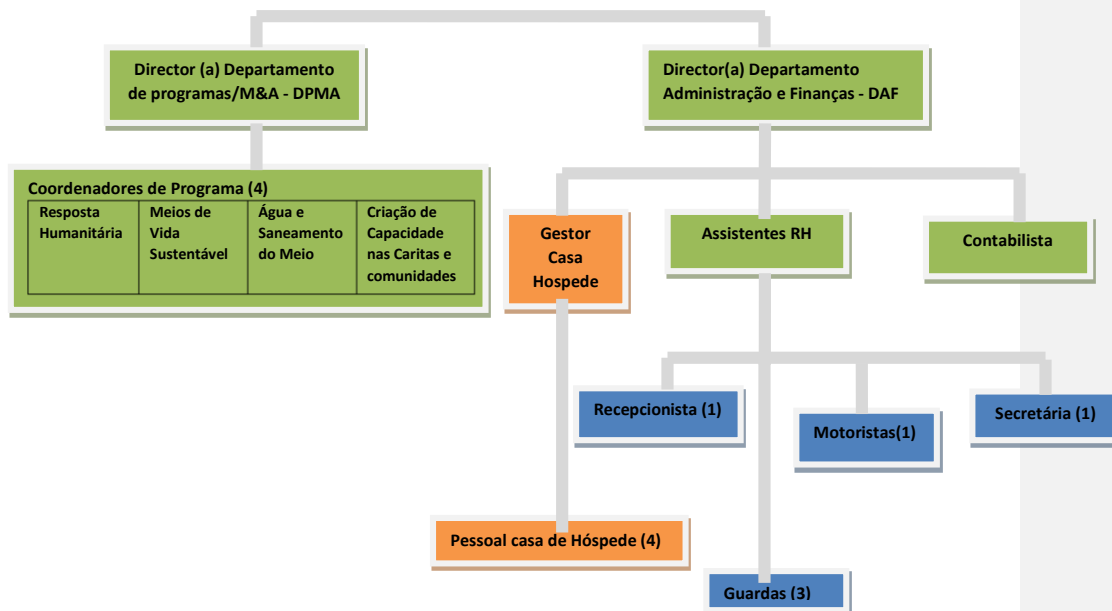 Director (a) Departamento
de programas/M&A - DPMA
Director(a) Departamento
Administração e Finanças - DAF
Coordenadores de Programa (4)
Resposta
Humanitária
Meios de
Vida
Sustentável
Água e
Saneamento
do Meio
Criação de
Capacidade
nas Caritas e
comunidades
Gestor
Casa
Hospede
Assistentes RH
Contabilista
Recepcionista (1)
Motoristas(1)
Secretária (1)
Pessoal casa de Hóspede (4)
Guardas (3)